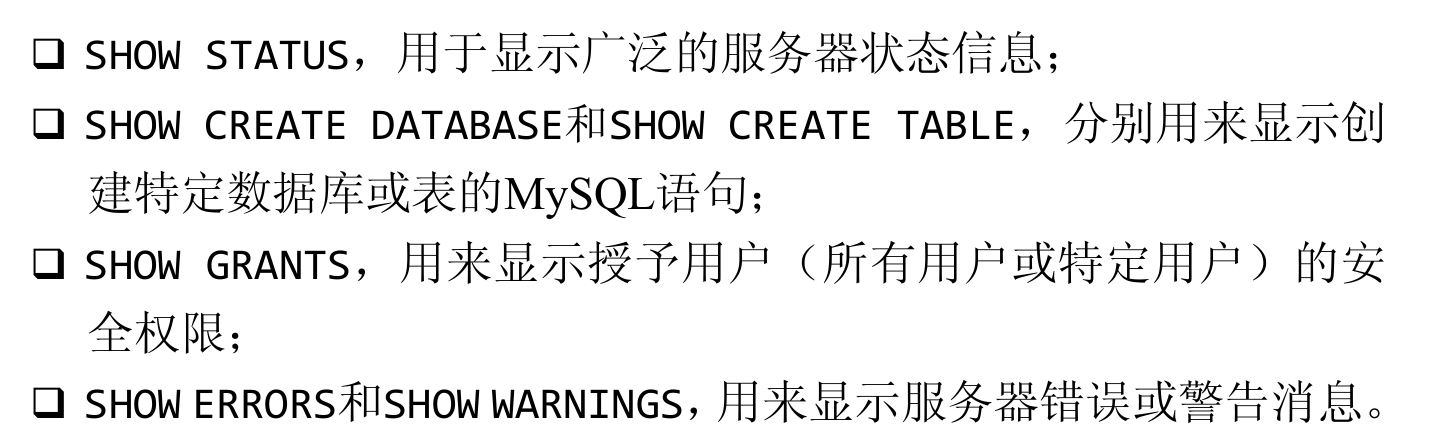 ❑ SHOW STATUS，用于显示广泛的服务器状态信息；
❑ SHOW CREATE DATABASE和SHOW CREATE TABLE，分别用来显示创
建特定数据库或表的MySQL语句；
❑ SHOW GRANTS，用来显示授予用户（所有用户或特定用户）的安
全权限；
❑ SHOW ERRORS和SHOW WARNINGS，用来显示服务器错误或警告消息。